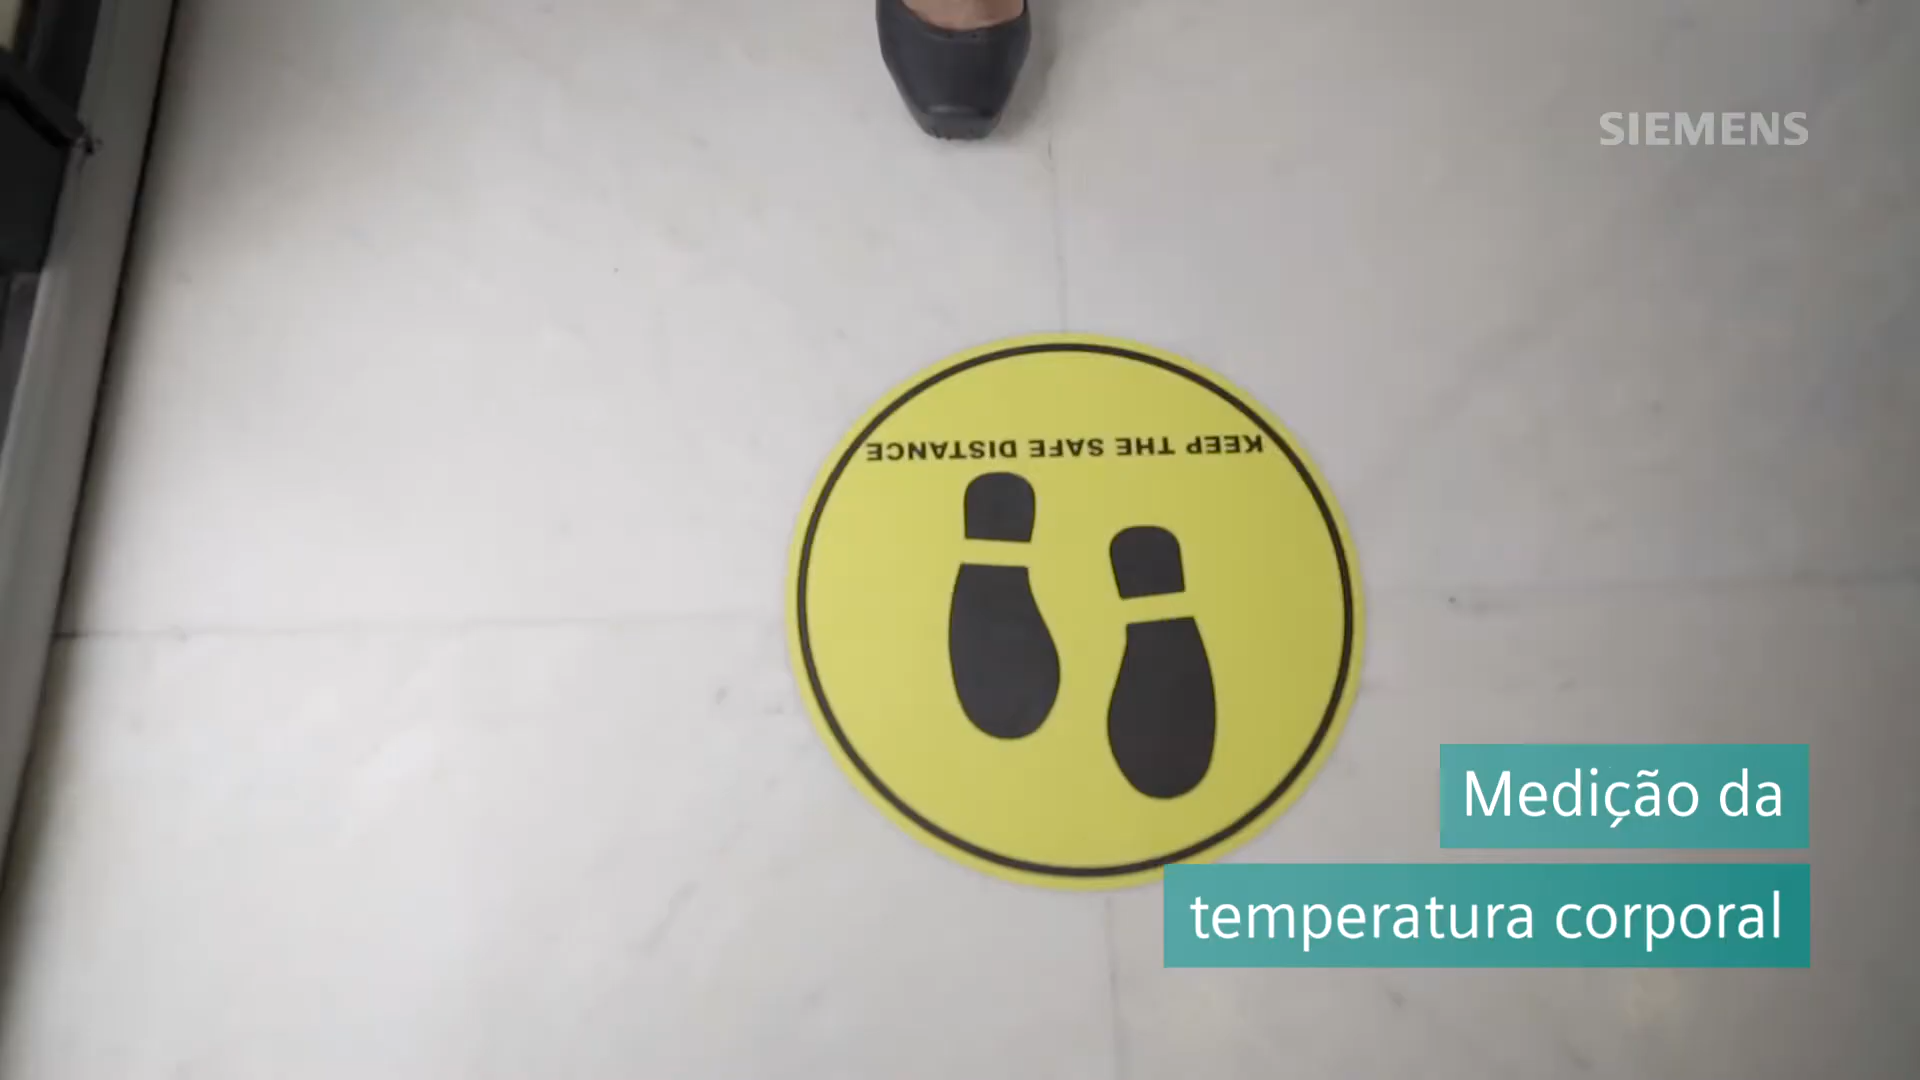 SIEMENS
KEEP THE SAFE DISTANCE
Medição da
temperatura corporal